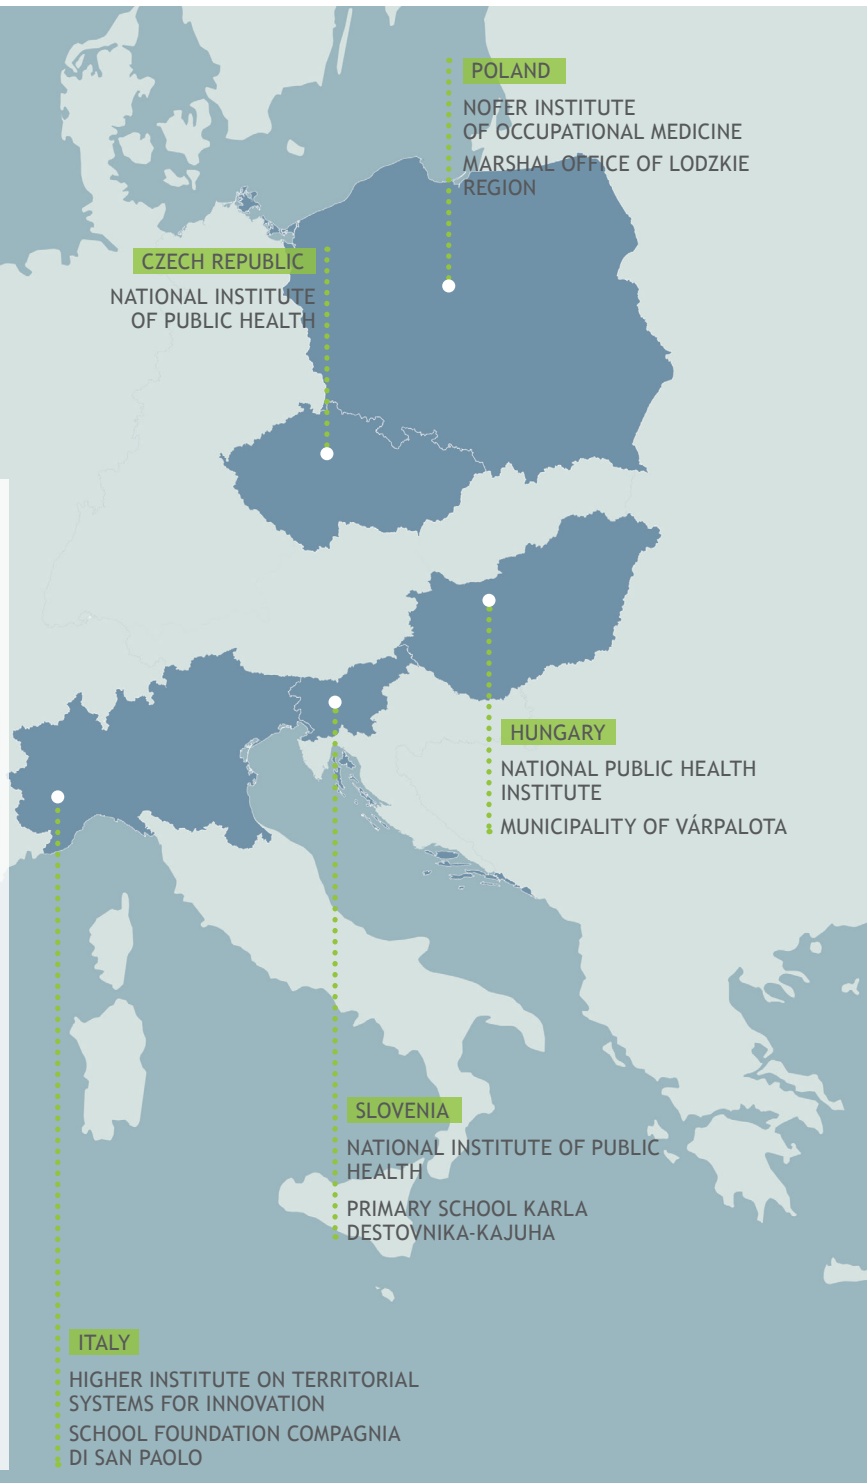 POLAND
NOFER INSTITUTE
OF OCCUPATIONAL MEDICINE
MARSHAL OFFICE OF LODZKIE
REGION
CZECH REPUBLIC
NATIONAL INSTITUTE
OF PUBLIC HEALTH
HUNGARY
NATIONAL PUBLIC HEALTH
INSTITUTE
MUNICIPALITY OF VÁRPALOTA
SLOVENIA
NATIONAL INSTITUTE OF PUBLIC
HEALTH
PRIMARY SCHOOL KARLA
DESTOVNIKA-KAJUHA
ITALY
HIGHER INSTITUTE ON TERRITORIAL
SYSTEMS FOR INNOVATION
SCHOOL FOUNDATION COMPAGNIA
DI SAN PAOLO